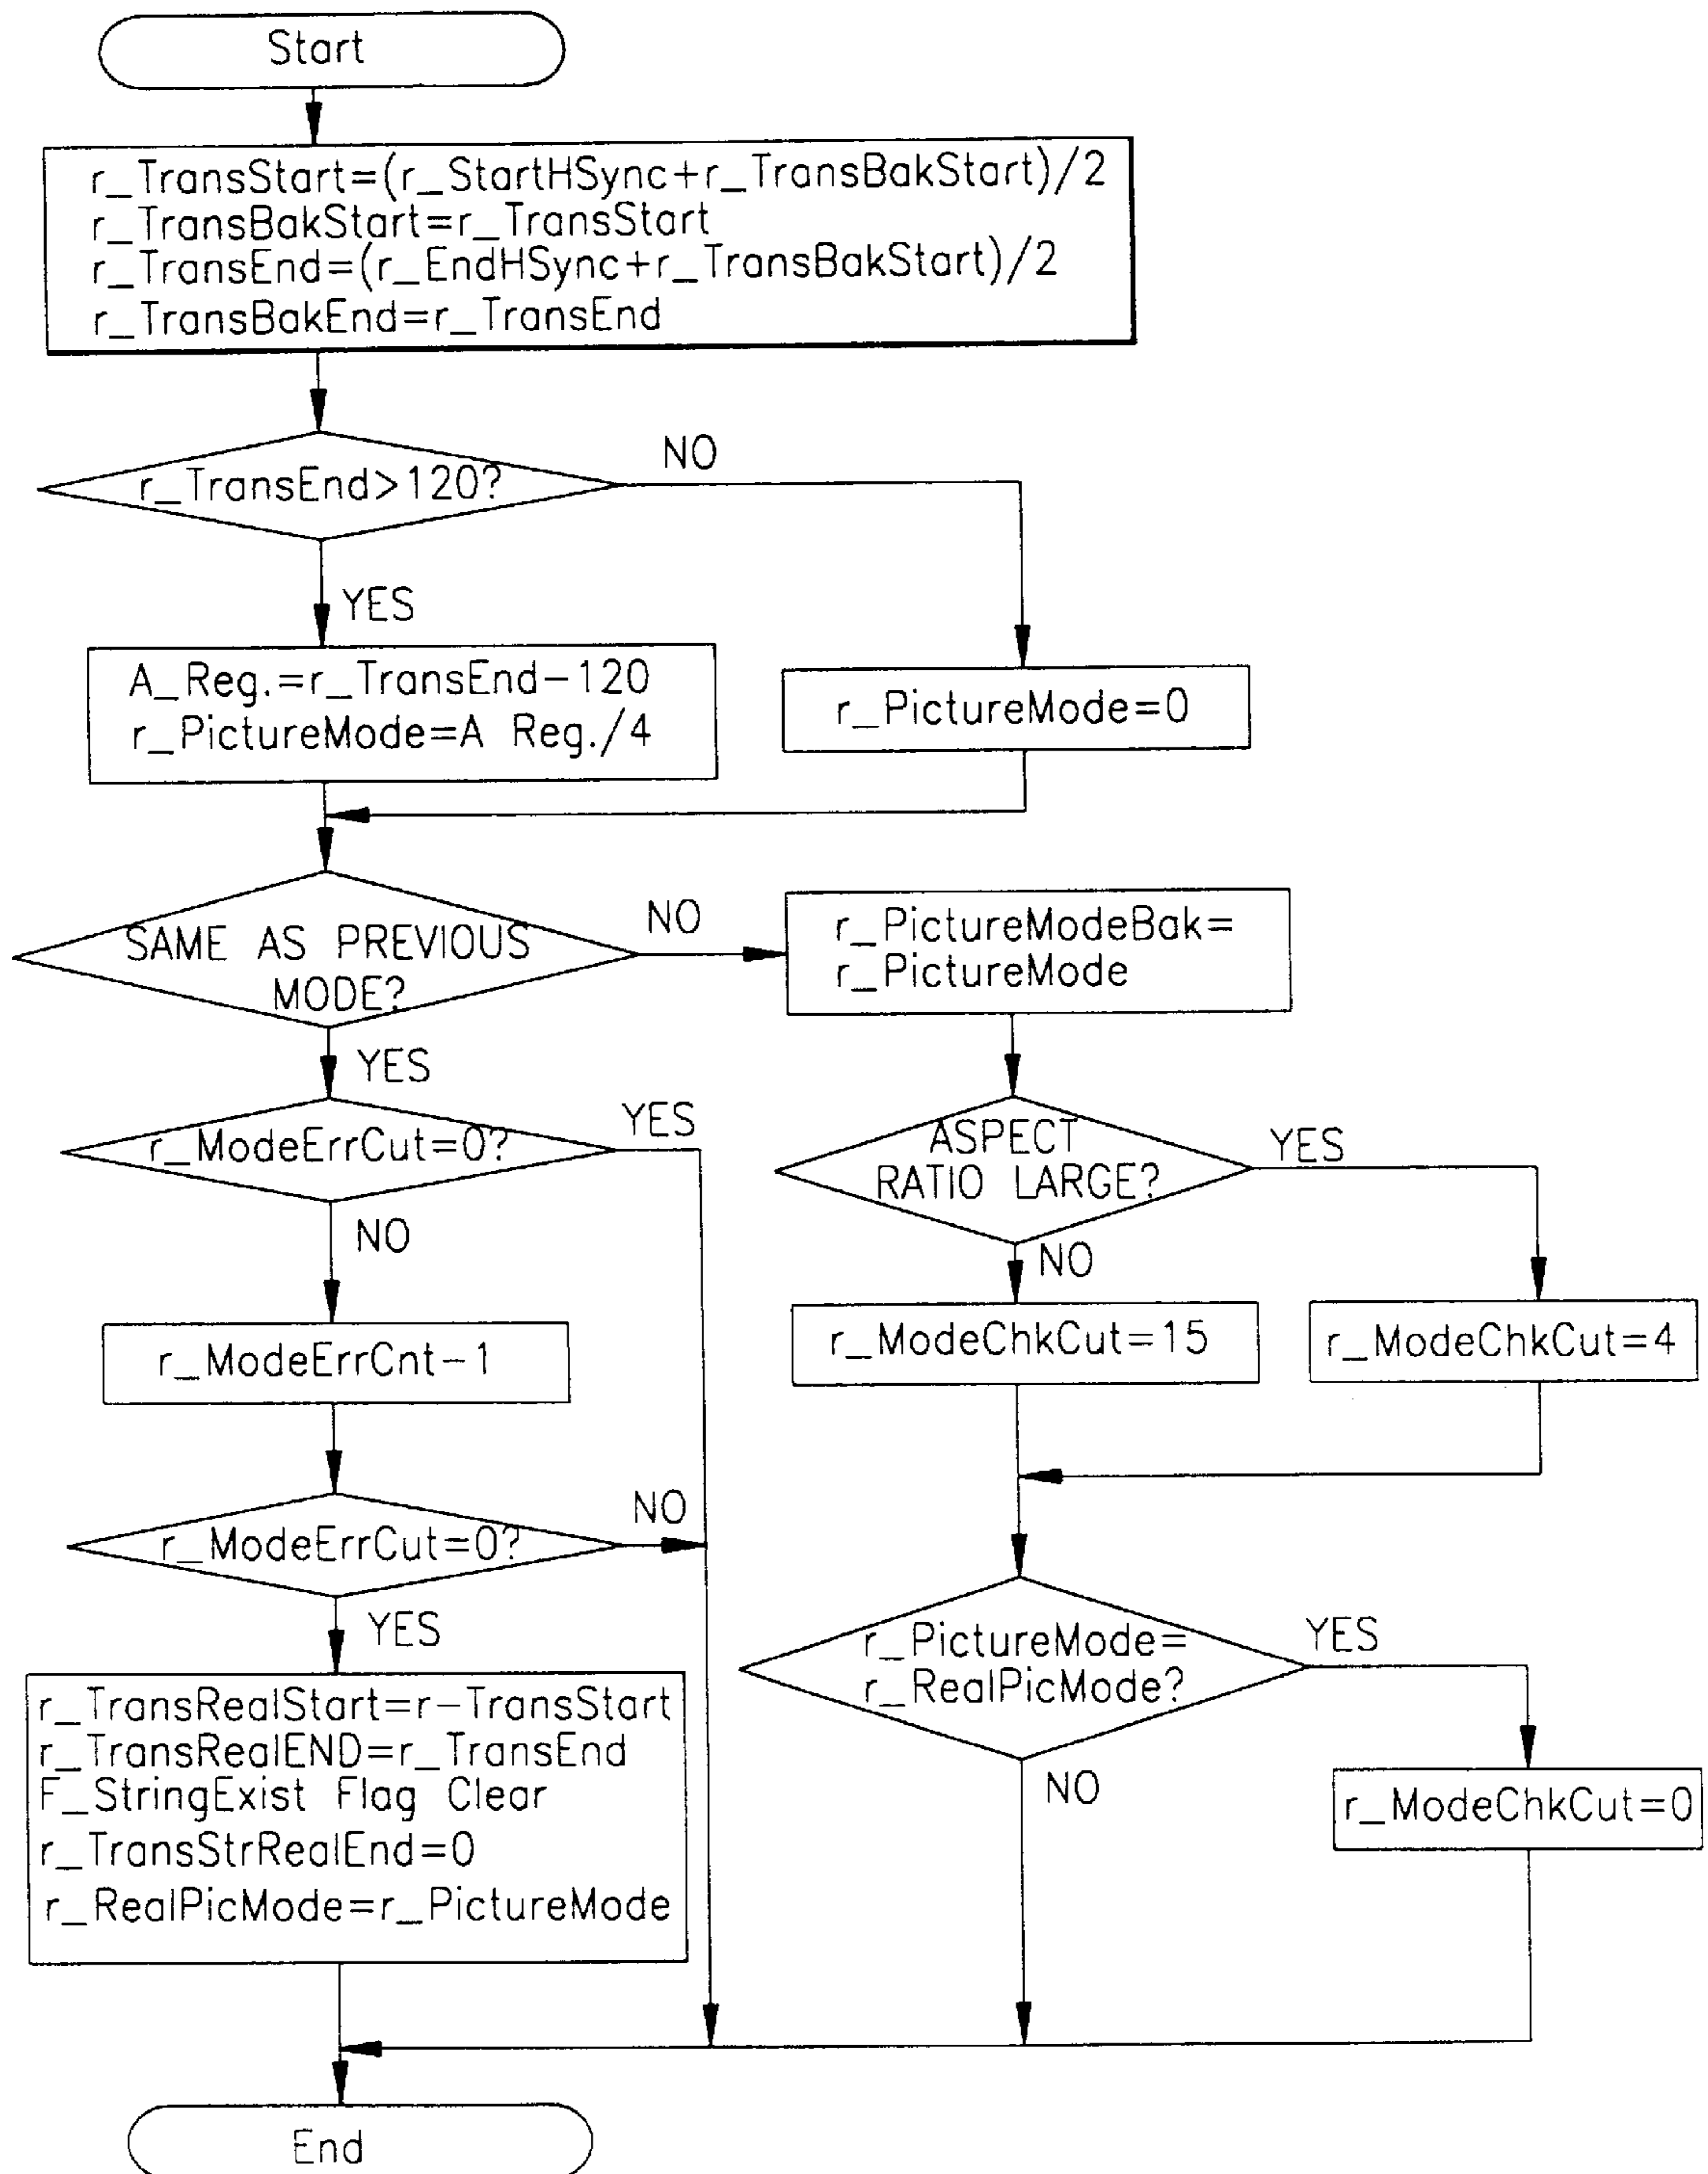 Start
r_TransStart=(r_StartHSync+r_TransBakStart)/2
r_TransBakStart=r_TransStart
r_TransEnd=(r_EndHSync+r_TransBakStart)/2
r_TransBakEnd=r_TransEnd
r_TransEnd>120?
NO
YES
A_Reg.=r_TransEnd-120
r_PictureMode=A Reg./4
r_PictureMode=0
SAME AS PREVIOUS
MODE?
NO
r_PictureModeBak=
r_PictureMode
YES
r_ModeErrCut=0?
YES
ASPECT
RATIO LARGE?
YES
NO
NO
r_ModeErrCnt-1
r_ModeChkCut=15
r_ModeChkCut=4
r_ModeErrCut=0?
NO
YES
r_PictureMode=
r_RealPicMode?
YES
NO
r_TransRealStart=r-TransStart
r_TransRealEND=r_TransEnd
F_StringExist Flag Clear
r_TransStrRealEnd=0
r_RealPicMode=r_PictureMode
r_ModeChkCut=0
End